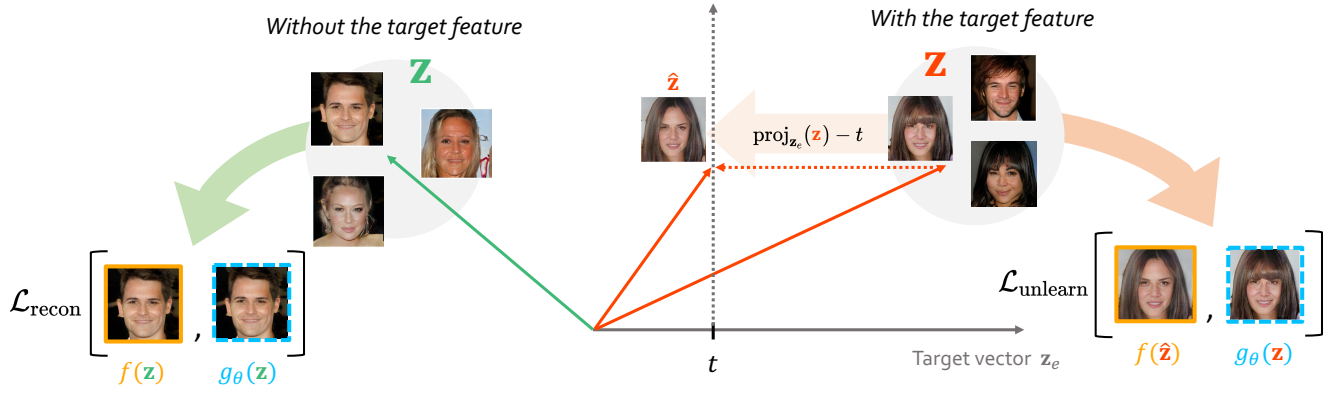 Without the target feature
With the target feature
z
ẑ
z
proj_{z_e}(z) − t
ℒ_recon
,
f(z)
g_θ(z)
t
Target vector z_e
ℒ_unlearn
,
f(ẑ)
g_θ(z)